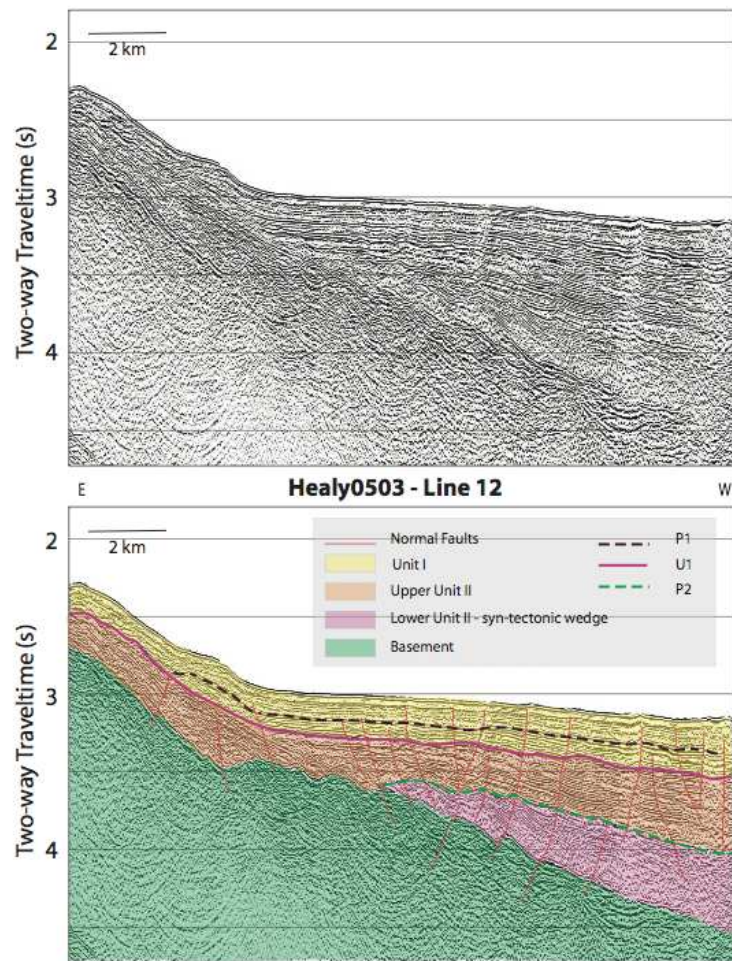 2
2 km
3
4
Two-way Traveltime (s)
E
Healy0503 - Line 12
W
2
2 km
3
4
Two-way Traveltime (s)
Normal Faults
Unit I
Upper Unit II
Lower Unit II - syn-tectonic wedge
Basement
P1
U1
P2